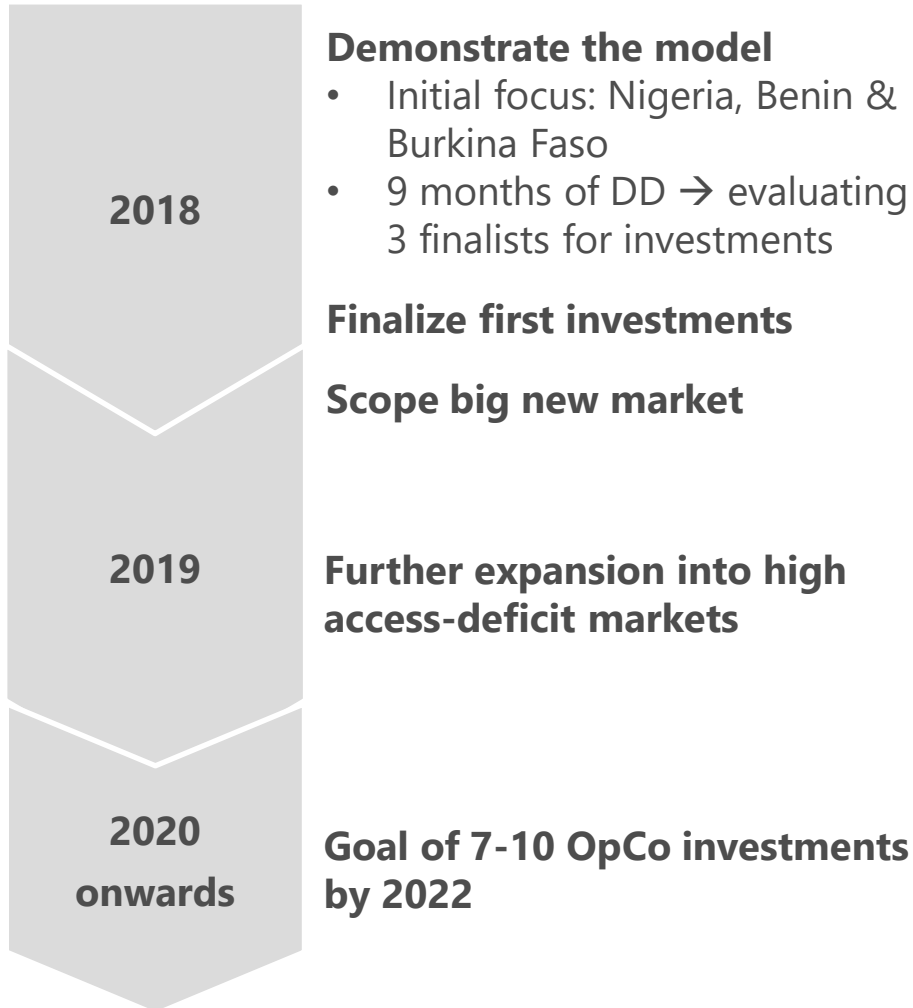 2018
Demonstrate the model
• Initial focus: Nigeria, Benin &
Burkina Faso
• 9 months of DD → evaluating
3 finalists for investments
Finalize first investments
Scope big new market
2019
Further expansion into high
access-deficit markets
2020
onwards
Goal of 7-10 OpCo investments
by 2022